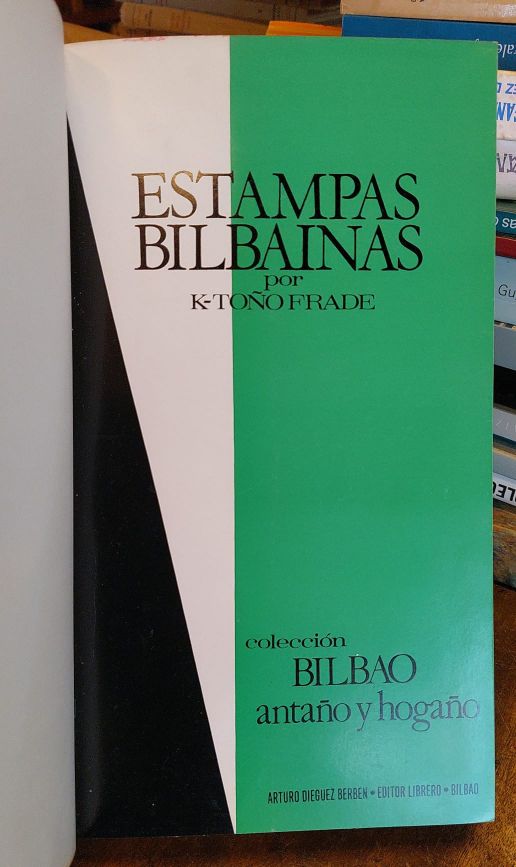 ESTAMPAS
BILBAINAS
por
K-TOÑO FRADE
colección
BILBAO
antaño y hogaño
ARTURO DIEGUEZ BERBEN • EDITOR LIBRERO • BILBAO